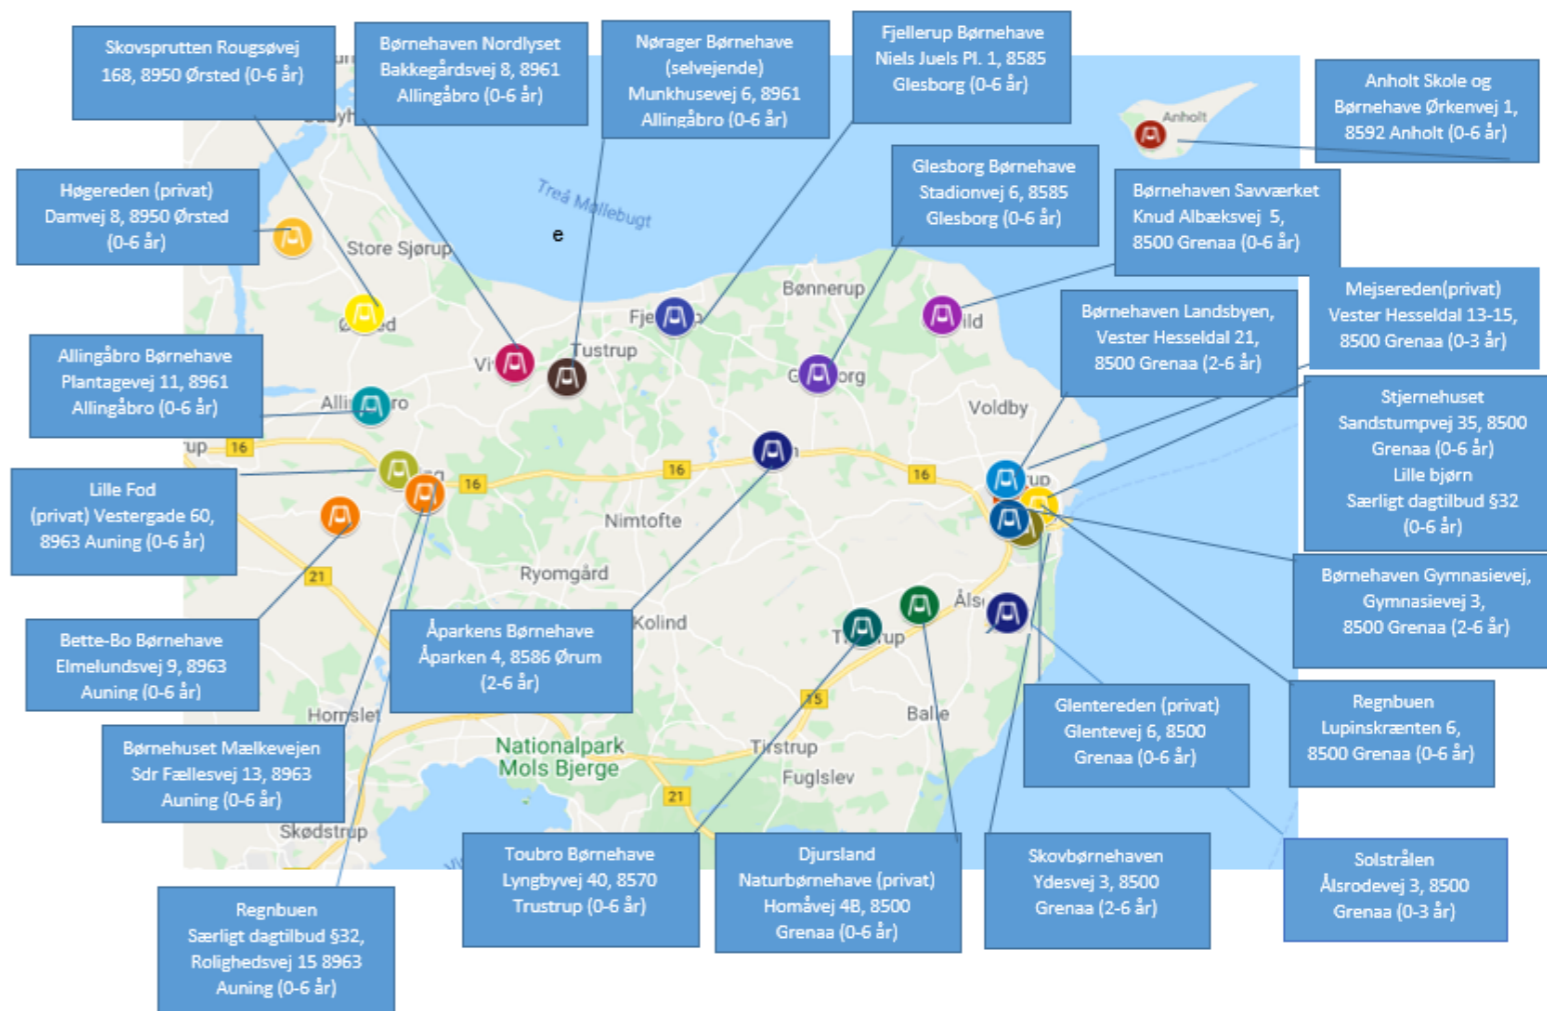 Skovsprutten Rougsøvej
168, 8950 Ørsted (0-6 år)
Børnehaven Nordlyset
Bakkegårdsvej 8, 8961
Allingåbro (0-6 år)
Nørager Børnehave
(selvejende)
Munkhusevej 6, 8961
Allingåbro (0-6 år)
Fjellerup Børnehave
Niels Juels Pl. 1, 8585
Glesborg (0-6 år)
Anholt Skole og
Børnehave Ørkenvej 1,
8592 Anholt (0-6 år)
Anholt
Høgereden (privat)
Damvej 8, 8950 Ørsted
(0-6 år)
Glesborg Børnehave
Stadionvej 6, 8585
Glesborg (0-6 år)
Børnehaven Savværket
Knud Albæksvej 5,
8500 Grenaa (0-6 år)
Treå Møllebugt
e
Store Sjørup
Bønnerup
Mejsereden(privat)
Vester Hesseldal 13-15,
8500 Grenaa (0-3 år)
Børnehaven Landsbyen,
Vester Hesseldal 21,
8500 Grenaa (2-6 år)
Allingåbro Børnehave
Plantagevej 11, 8961
Allingåbro (0-6 år)
Tustrup
Voldby
Stjernehuset
Sandstumpvej 35, 8500
Grenaa (0-6 år)
Lille bjørn
Særligt dagtilbud §32
(0-6 år)
16
16
16
16
Lille Fod
(privat) Vestergade 60,
8963 Auning (0-6 år)
Nimtofte
Ryomgård
21
Børnehaven Gymnasievej,
Gymnasievej 3,
8500 Grenaa (2-6 år)
Bette-Bo Børnehave
Elmelundsvej 9, 8963
Auning (0-6 år)
Åparkens Børnehave
Åparken 4, 8586 Ørum
(2-6 år)
Kolind
15
Hornslet
Balle
Glentereden (privat)
Glentevej 6, 8500
Grenaa (0-6 år)
Regnbuen
Lupinskrænten 6,
8500 Grenaa (0-6 år)
Børnehuset Mælkevejen
Sdr Fællesvej 13, 8963
Auning (0-6 år)
Nationalpark
Mols Bjerge
Tirstrup
Fuglslev
21
Skødstrup
Toubro Børnehave
Lyngbyvej 40, 8570
Trustrup (0-6 år)
Djursland
Naturbørnehave (privat)
Homåvej 4B, 8500
Grenaa (0-6 år)
Skovbørnehaven
Ydesvej 3, 8500
Grenaa (2-6 år)
Solstrålen
Ålsrodevej 3, 8500
Grenaa (0-3 år)
Regnbuen
Særligt dagtilbud §32,
Rolighedsvej 15 8963
Auning (0-6 år)